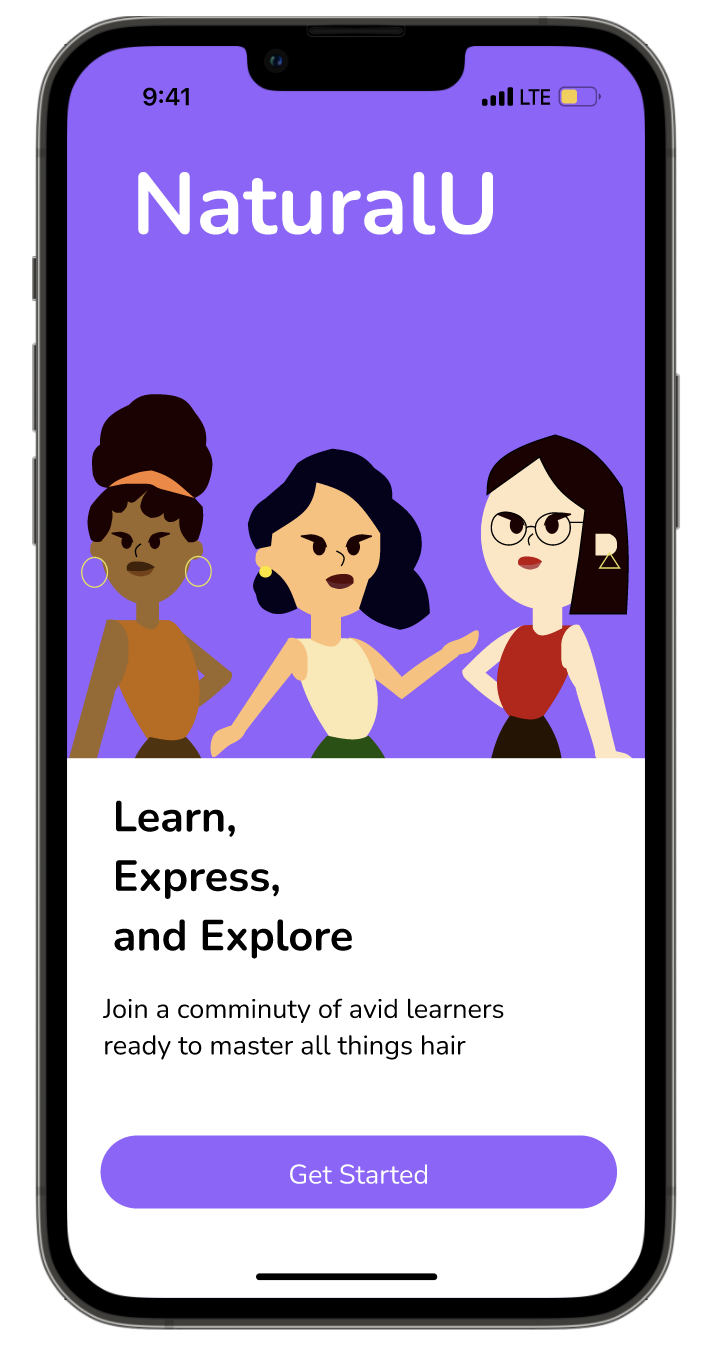 9:41 LTE
NaturalU
Learn,
Express,
and Explore
Join a comminuty of avid learners
ready to master all things hair
Get Started